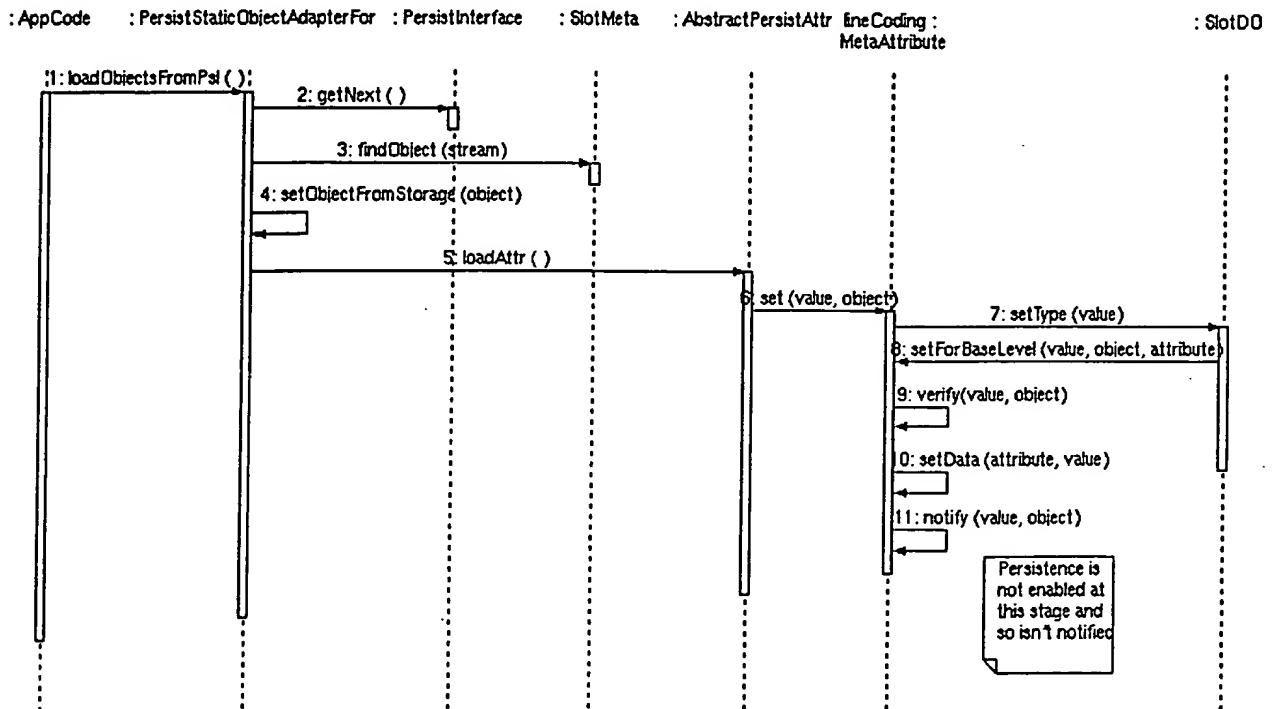 : AppCode : PersistStaticObjectAdapterFor : PersistInterface : SlotMeta : AbstractPersistAttr lineCoding : : SlotDO
MetaAttribute
1: loadObjectsFromPsl ( )
2: getNext ( )
3: findObject (stream)
4: setObjectFromStorage (object)
5: loadAttr ( )
6: set (value, object)
7: setType (value)
8: setForBaseLevel (value, object, attribute)
9: verify(value, object)
10: setData (attribute, value)
11: notify (value, object)
Persistence is
not enabled at
this stage and
so isn't notified